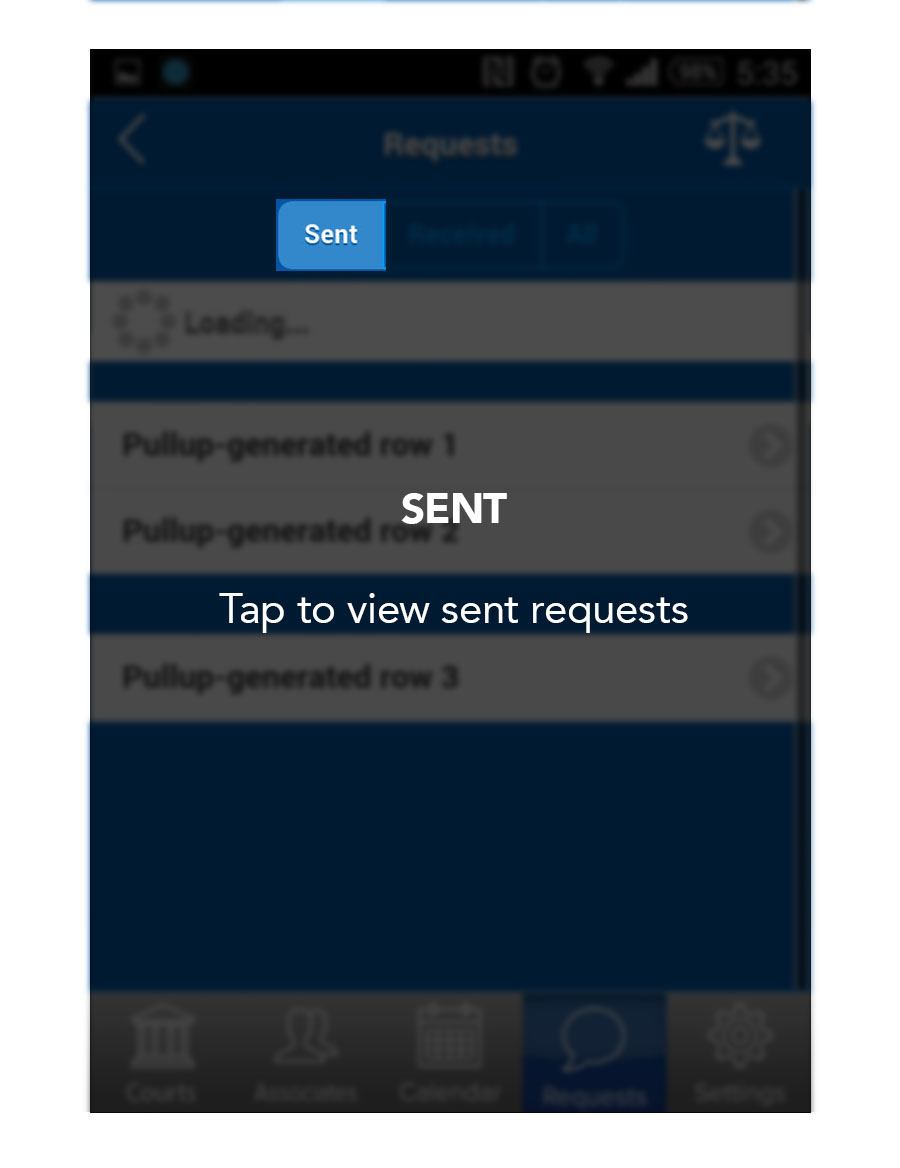 98% 5:35
Requests
Sent Received All
Loading...
Pullup-generated row 1
SENT
Pullup-generated row 2
Tap to view sent requests
Pullup-generated row 3
Courts Associates Calendar Requests Settings